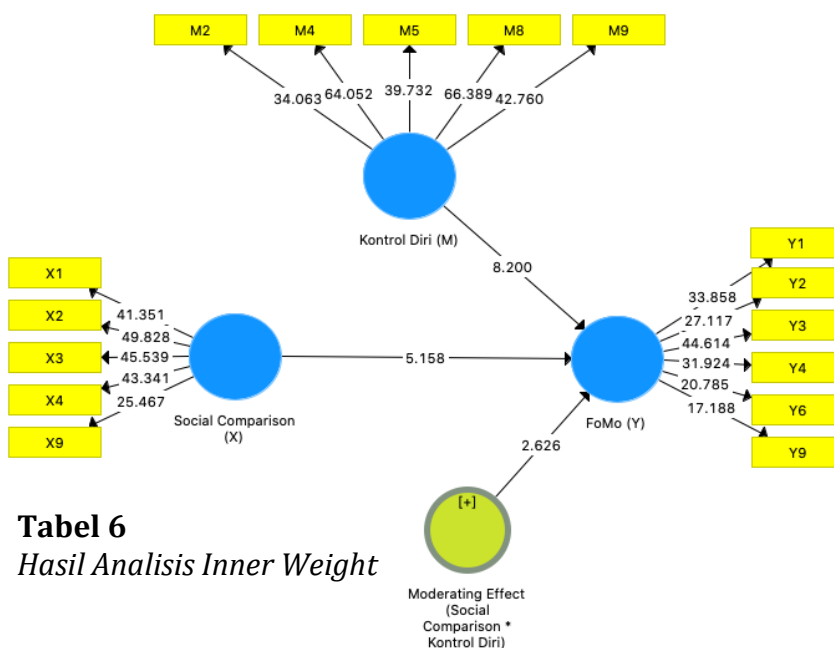 M2 M4 M5 M8 M9
34.063 64.052 39.732 66.389 42.760
Kontrol Diri (M)
8.200
X1
X2
X3
X4
X9
41.351
49.828
45.539
43.341
25.467
Social Comparison
(X)
5.158
Y1
Y2
Y3
Y4
Y6
Y9
33.858
27.117
44.614
31.924
20.785
17.188
FoMo (Y)
2.626
[+]
Moderating Effect
(Social
Comparison *
Kontrol Diri)
Tabel 6
Hasil Analisis Inner Weight